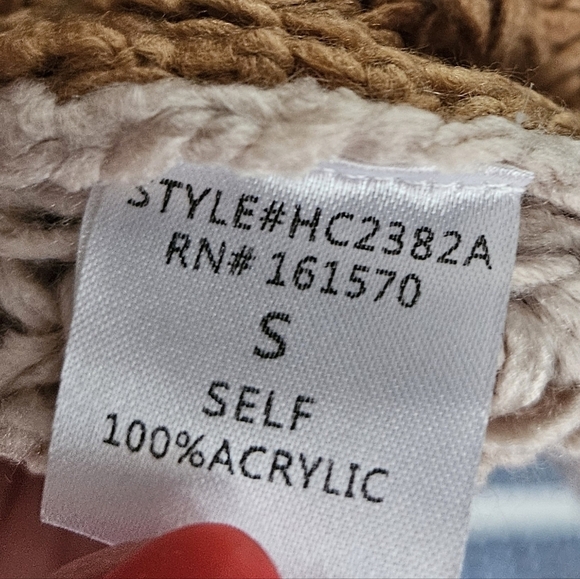 STYLE#HC2382A
RN# 161570
S
SELF
100%ACRYLIC